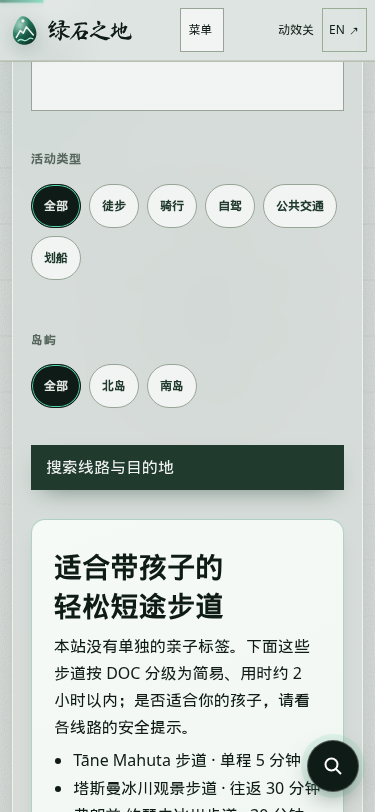 绿石之地
菜单
动效关
EN ↗
活动类型
全部
徒步
骑行
自驾
公共交通
划船
岛屿
全部
北岛
南岛
搜索线路与目的地
适合带孩子的
轻松短途步道
本站没有单独的亲子标签。下面这些
步道按 DOC 分级为简易、用时约 2
小时以内；是否适合你的孩子，请看
各线路的安全提示。
Tāne Mahuta 步道 · 单程 5 分钟
塔斯曼冰川观景步道 · 往返 30 分钟